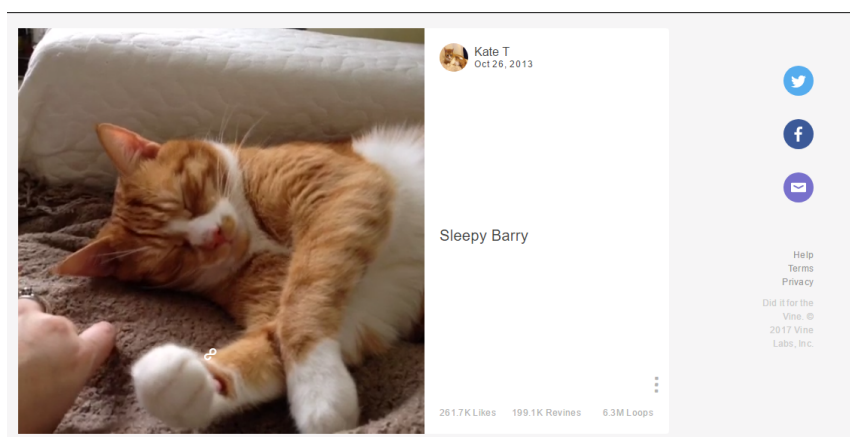 Kate T
Oct 26, 2013
Sleepy Barry
261.7K Likes 199.1K Revines 6.3M Loops
Help
Terms
Privacy
Did it for the
Vine. ©
2017 Vine
Labs, Inc.